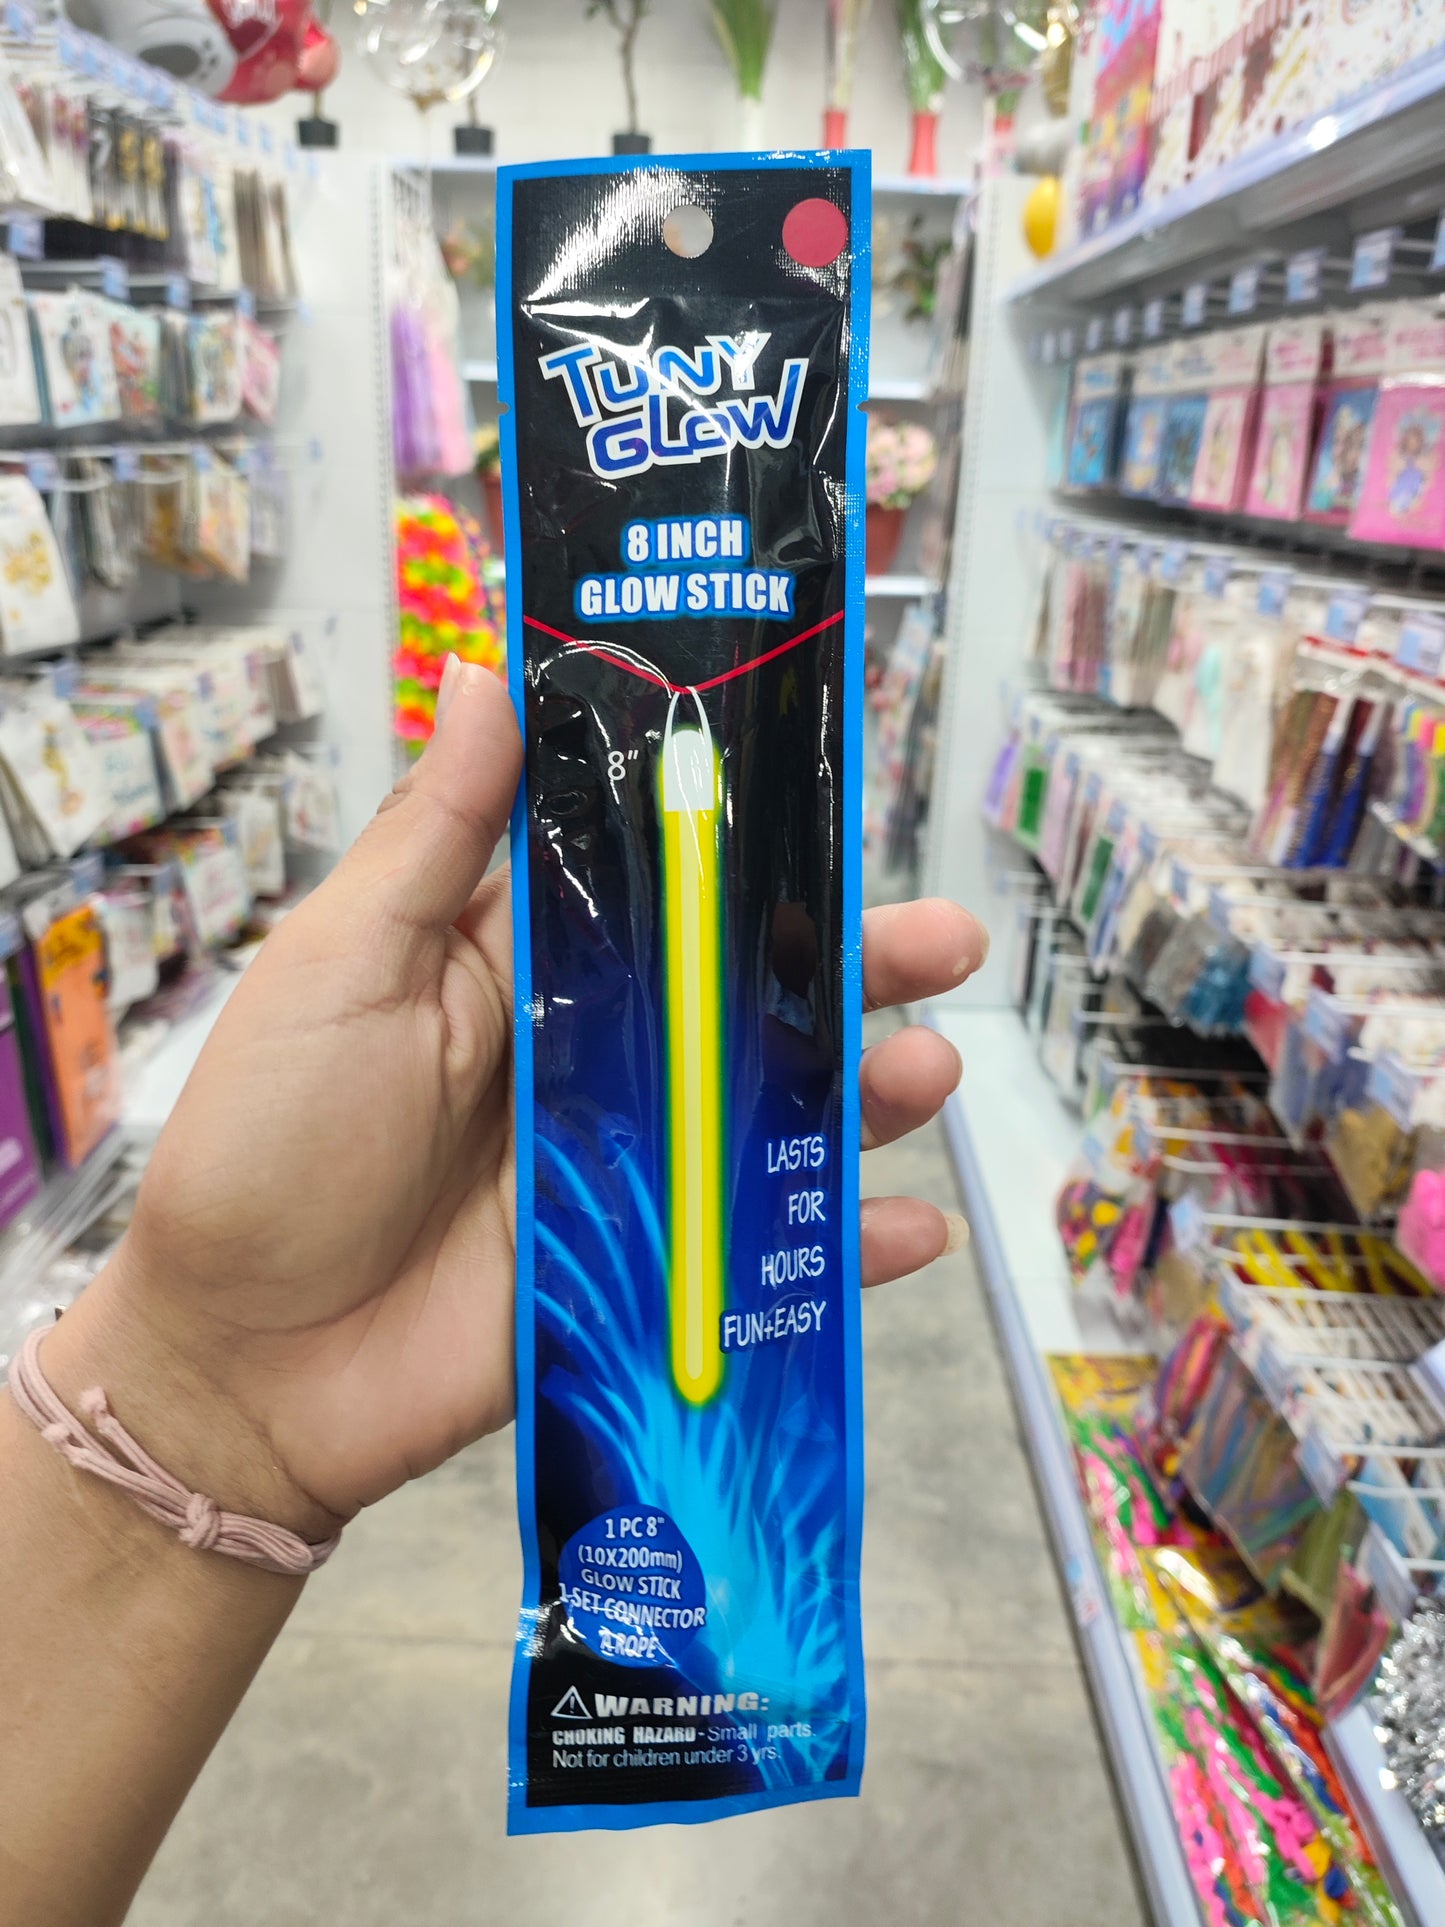 TUNY
GLOW
8 INCH
GLOW STICK
8"
LASTS
FOR
HOURS
FUN+EASY
1 PC 8"
(10X200mm)
GLOW STICK
1-SET CONNECTOR
ROPE
WARNING:
CHOKING HAZARD-Small parts.
Not for children under 3 yrs.